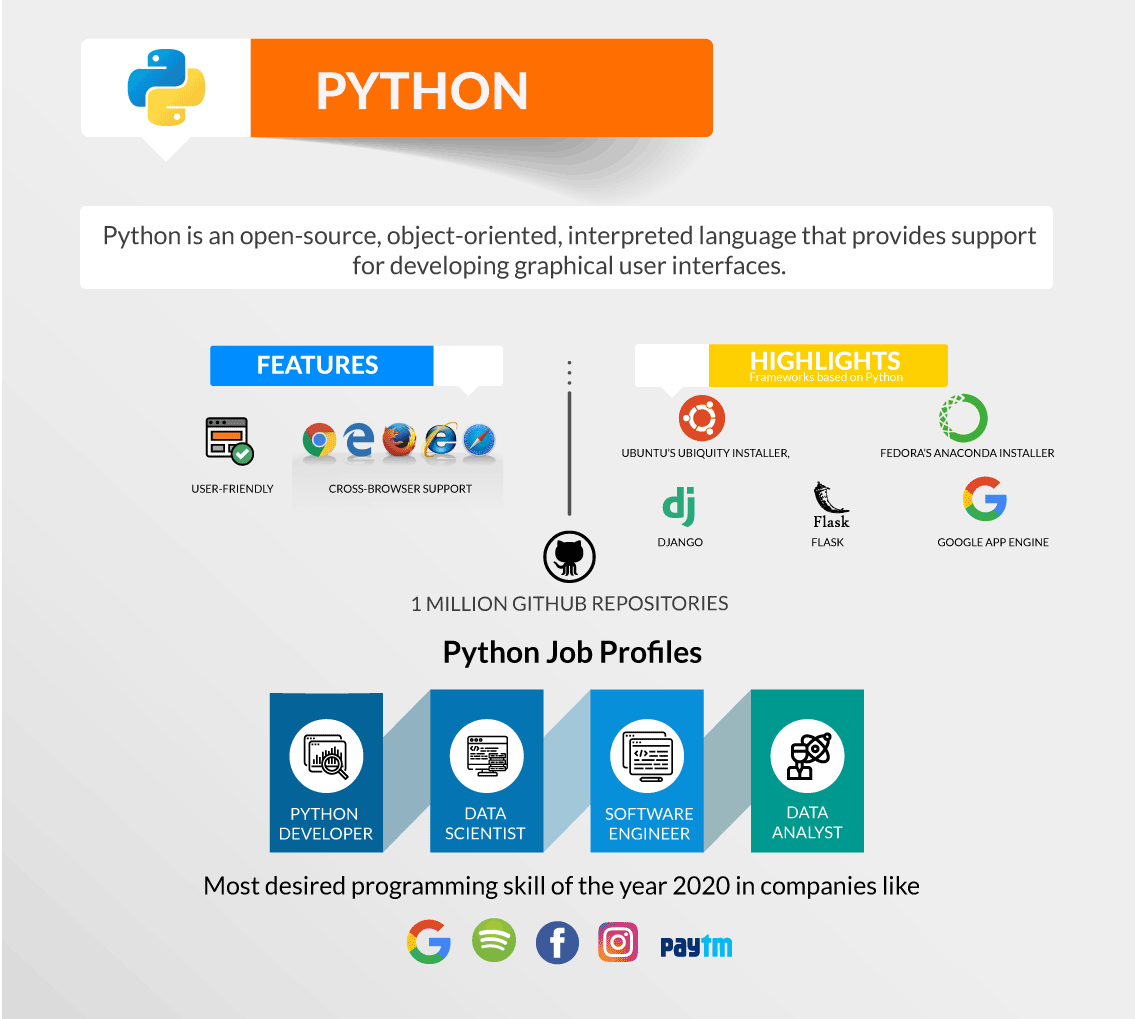 PYTHON
Python is an open-source, object-oriented, interpreted language that provides support
for developing graphical user interfaces.
FEATURES
HIGHLIGHTS
Frameworks based on Python
USER-FRIENDLY
CROSS-BROWSER SUPPORT
UBUNTU'S UBIQUITY INSTALLER,
FEDORA'S ANACONDA INSTALLER
dj
DJANGO
Flask
FLASK
GOOGLE APP ENGINE
1 MILLION GITHUB REPOSITORIES
Python Job Profiles
PYTHON
DEVELOPER
DATA
SCIENTIST
SOFTWARE
ENGINEER
DATA
ANALYST
Most desired programming skill of the year 2020 in companies like
paytm